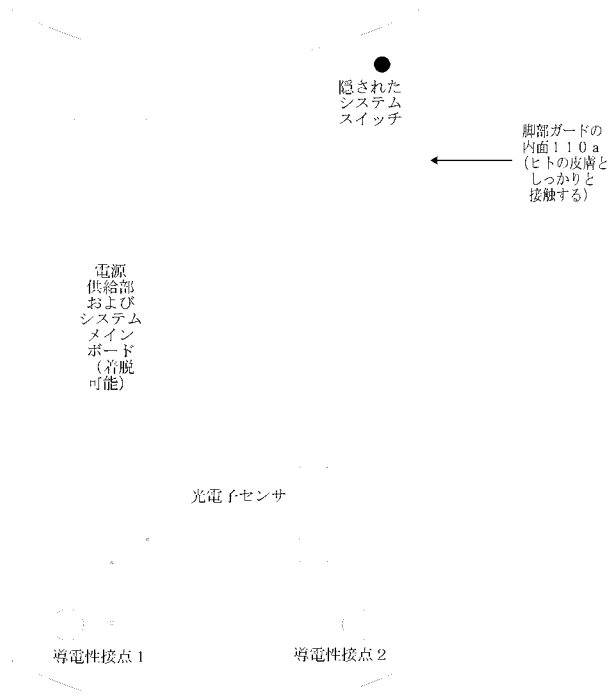 隠された
システム
スイッチ
脚部ガードの
内面110a
(ヒトの皮膚と
しっかりと
接触する)
電源
供給部
および
システム
メイン
ボード
(着脱
可能)
光電子センサ
導電性接点1
導電性接点2